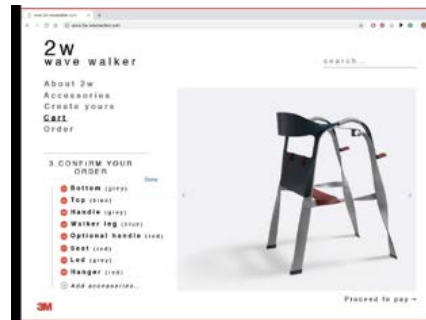 2w
wave walker
search...
About 2w
Accessories
Create yours
Cart
Order
3.CONFIRM YOUR
ORDER
Done
Bottom (grey)
Top (blue)
Handle (grey)
Walker leg (blue)
Optional handle (red)
Seat (red)
Led (grey)
Hanger (red)
Add accessories...
3M
Proceed to pay→